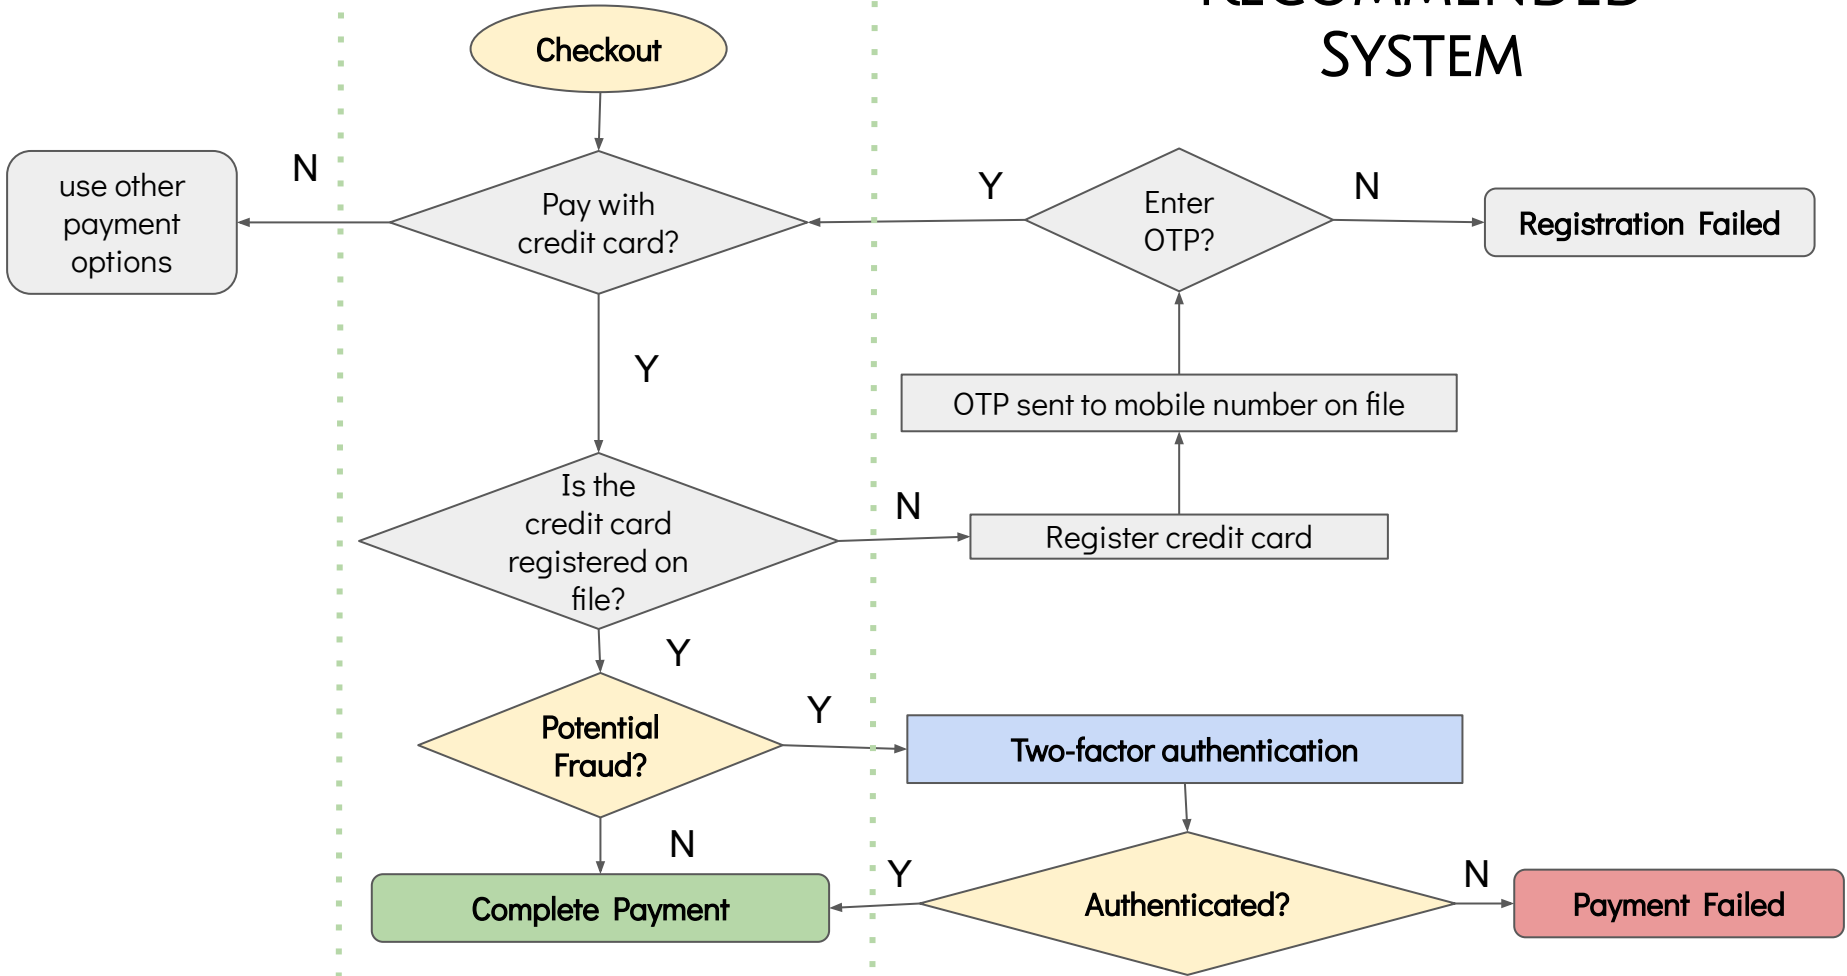 RECOMMENDED
SYSTEM
Checkout
N
use other
payment
options
Pay with
credit card?
Y
Enter
OTP?
N
Registration Failed
Y
OTP sent to mobile number on file
Is the
credit card
registered on
file?
N
Register credit card
Y
Potential
Fraud?
Y
Two-factor authentication
N
Complete Payment
Y
Authenticated?
N
Payment Failed